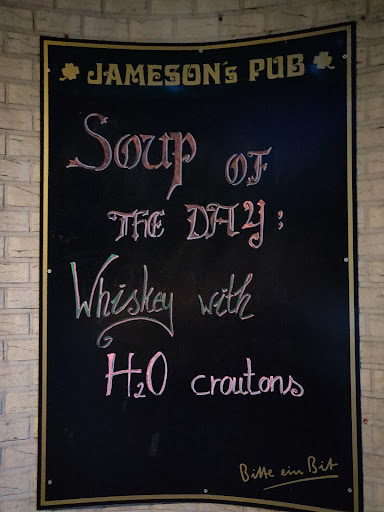 JAMESON's PUB
SOUP OF
THE DAY:
Whiskey with
H₂O croutons
Bitte ein Bit